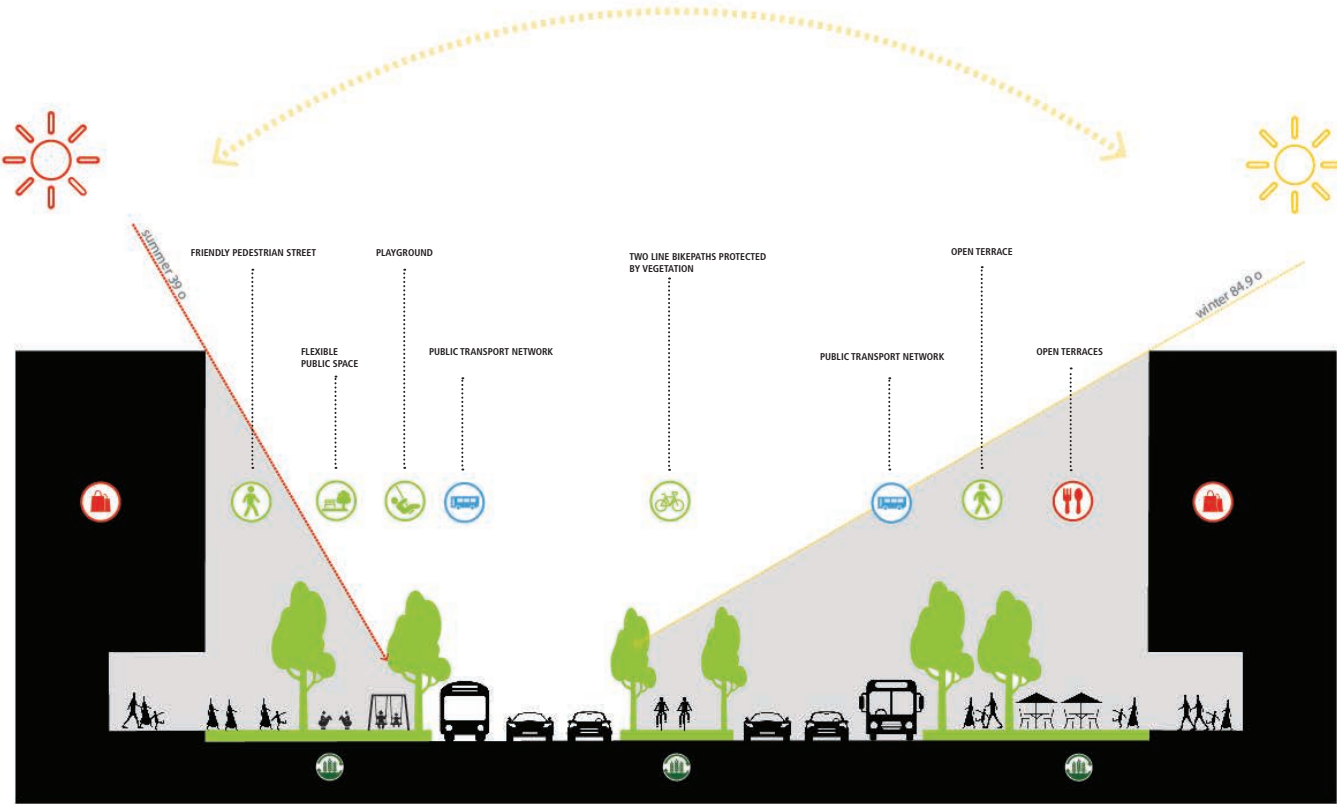 summer 39 o
FRIENDLY PEDESTRIAN STREET
PLAYGROUND
TWO LINE BIKEPATHS PROTECTED
BY VEGETATION
OPEN TERRACE
winter 84.9 o
FLEXIBLE
PUBLIC SPACE
PUBLIC TRANSPORT NETWORK
PUBLIC TRANSPORT NETWORK
OPEN TERRACES